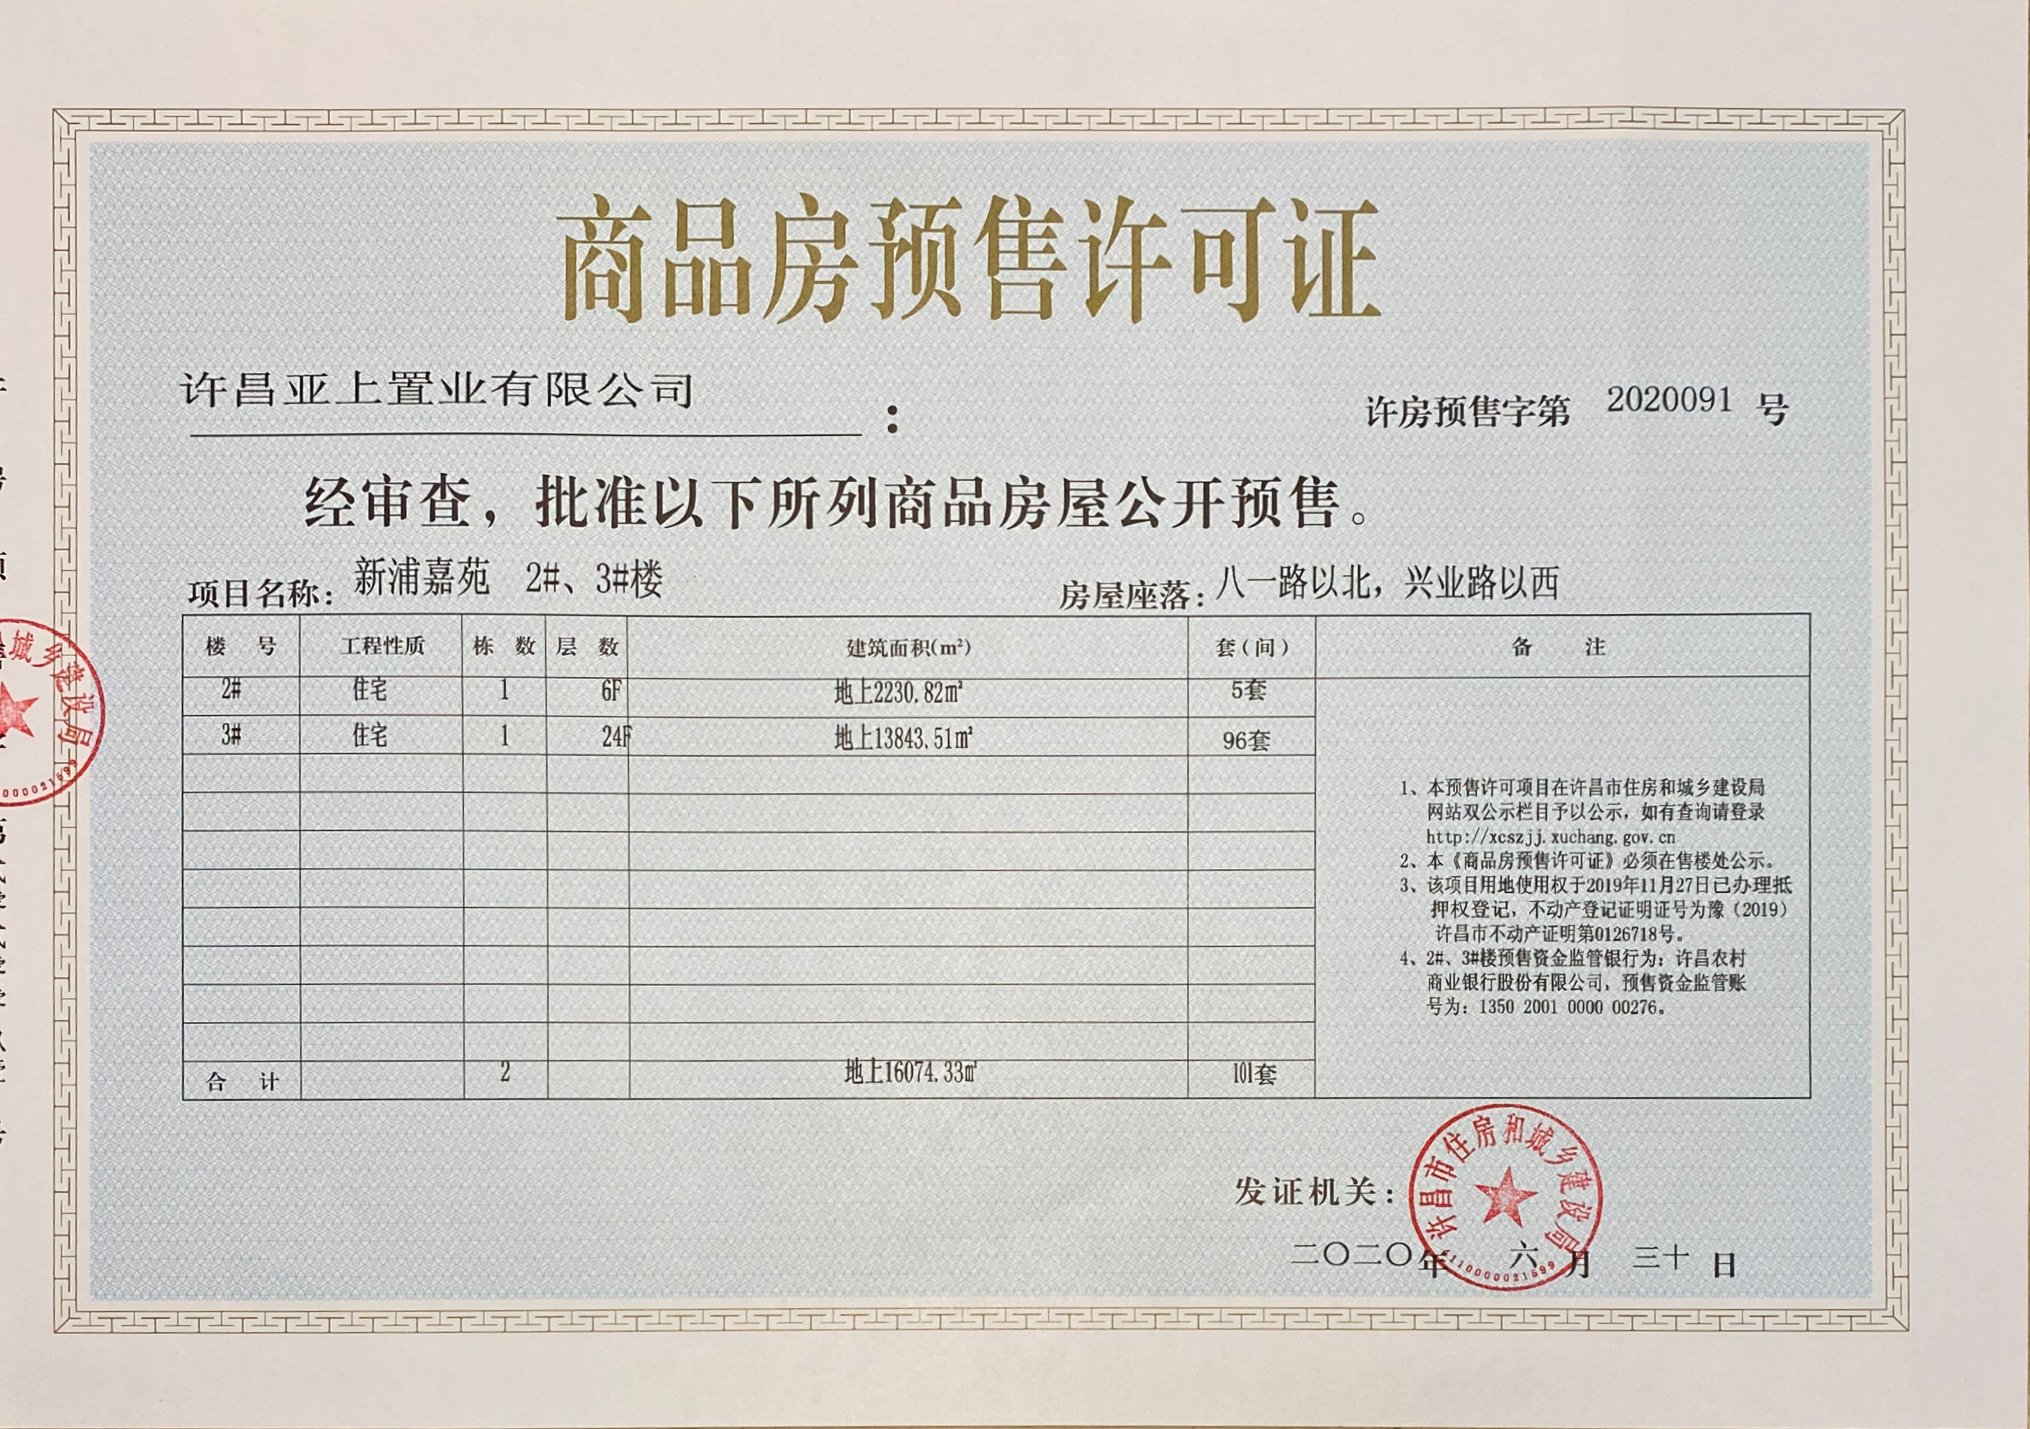 商品房预售许可证
许昌亚上置业有限公司：
许房预售字第 2020091 号
经审查，批准以下所列商品房屋公开预售。
项目名称：新浦嘉苑 2#、3#楼
房屋座落：八一路以北，兴业路以西
楼 号 工程性质 栋 数 层 数 建筑面积(m²) 套(间) 备 注
2# 住宅 1 6F 地上2230.82㎡ 5套
3# 住宅 1 24F 地上13843.51㎡ 96套
1、本预售许可项目在许昌市住房和城乡建设局
网站双公示栏目予以公示，如有查询请登录
http://xcszjj.xuchang.gov.cn
2、本《商品房预售许可证》必须在售楼处公示。
3、该项目用地使用权于2019年11月27日已办理抵
押权登记，不动产登记证明证号为豫（2019）
许昌市不动产证明第0126718号。
4、2#、3#楼预售资金监管银行为：许昌农村
商业银行股份有限公司，预售资金监管账
号为：1350 2001 0000 00276。
合 计 2 地上16074.33㎡ 101套
发证机关：
许昌市住房和城乡建设局
二〇二〇年 六月 三十日
城乡建设局